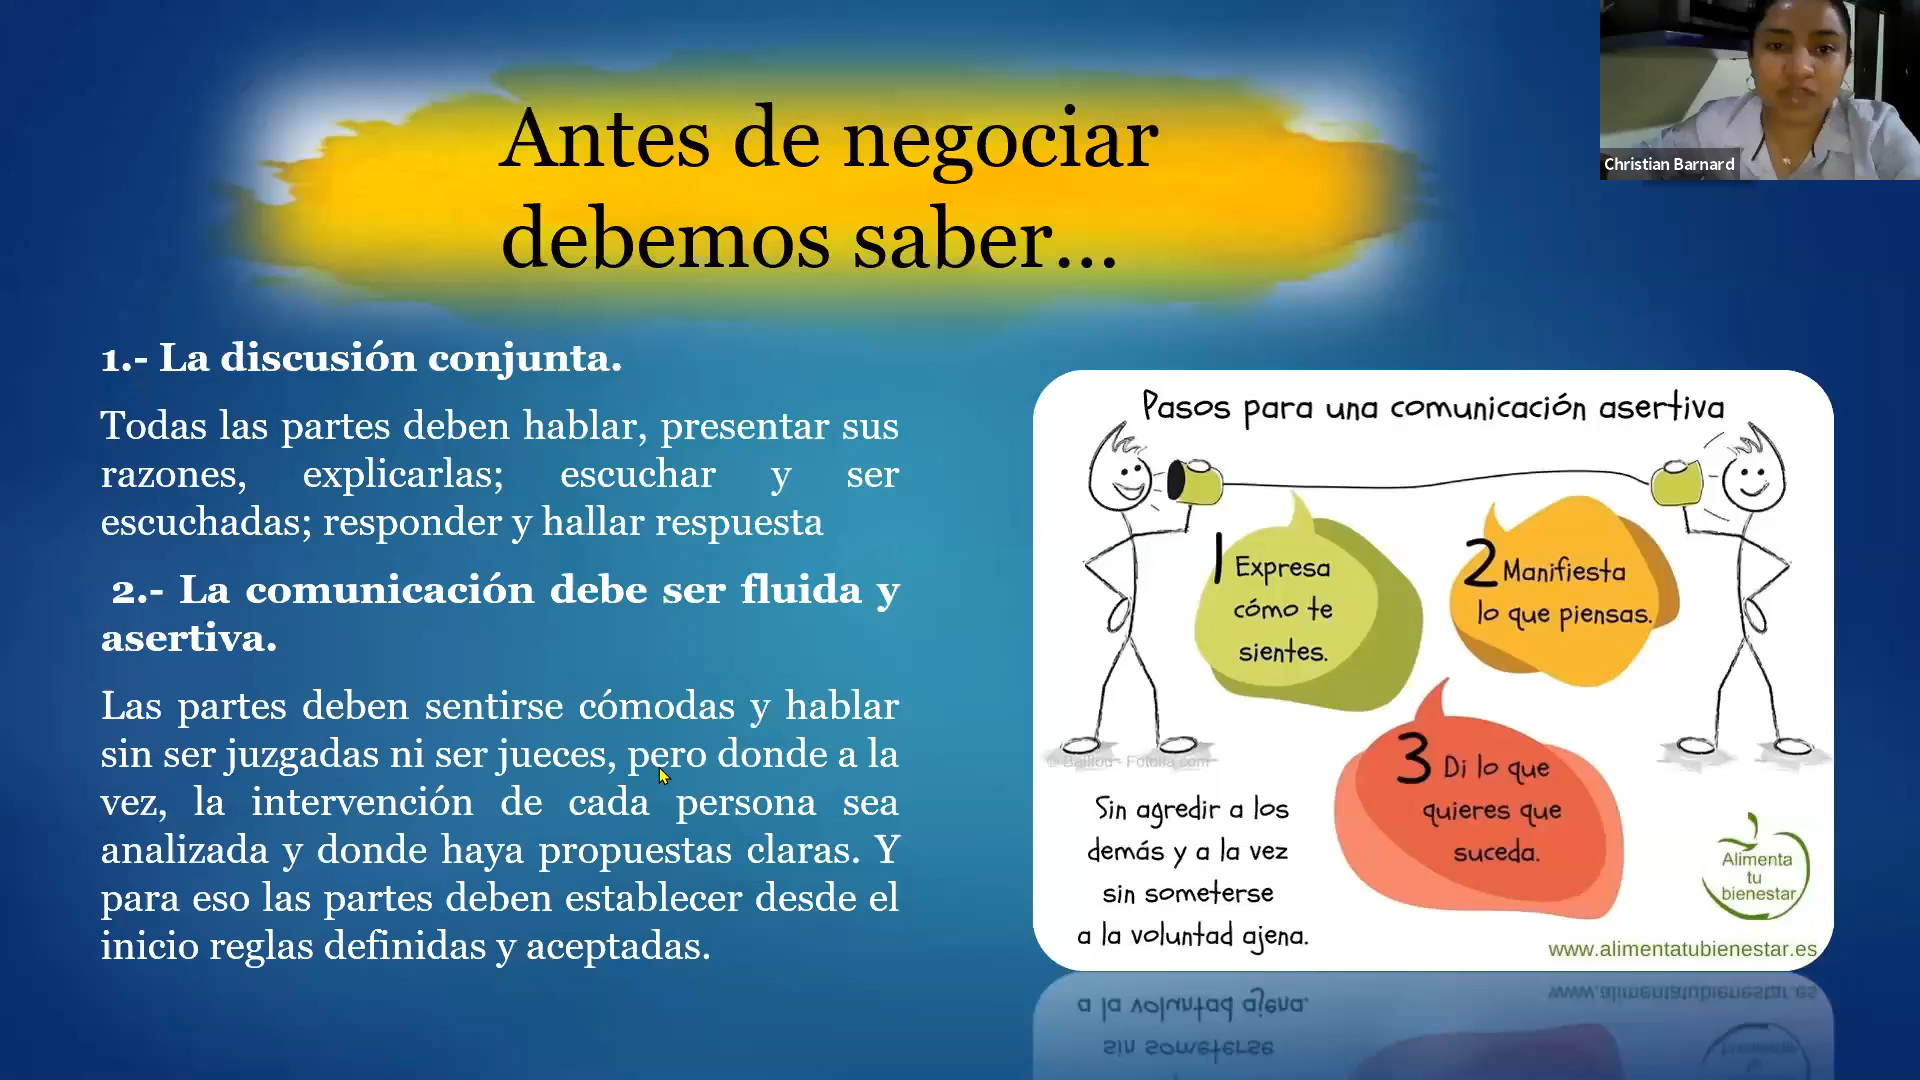 Antes de negociar
debemos saber...
Christian Barnard
1.- La discusión conjunta.
Todas las partes deben hablar, presentar sus
razones, explicarlas; escuchar y ser
escuchadas; responder y hallar respuesta
2.- La comunicación debe ser fluida y
asertiva.
Las partes deben sentirse cómodas y hablar
sin ser juzgadas ni ser jueces, pero donde a la
vez, la intervención de cada persona sea
analizada y donde haya propuestas claras. Y
para eso las partes deben establecer desde el
inicio reglas definidas y aceptadas.
Pasos para una comunicación asertiva
1 Expresa
cómo te
sientes.
2 Manifiesta
lo que piensas.
3 Di lo que
quieres que
suceda.
Sin agredir a los
demás y a la vez
sin someterse
a la voluntad ajena.
Alimenta
tu
bienestar
www.alimentatubienestar.es